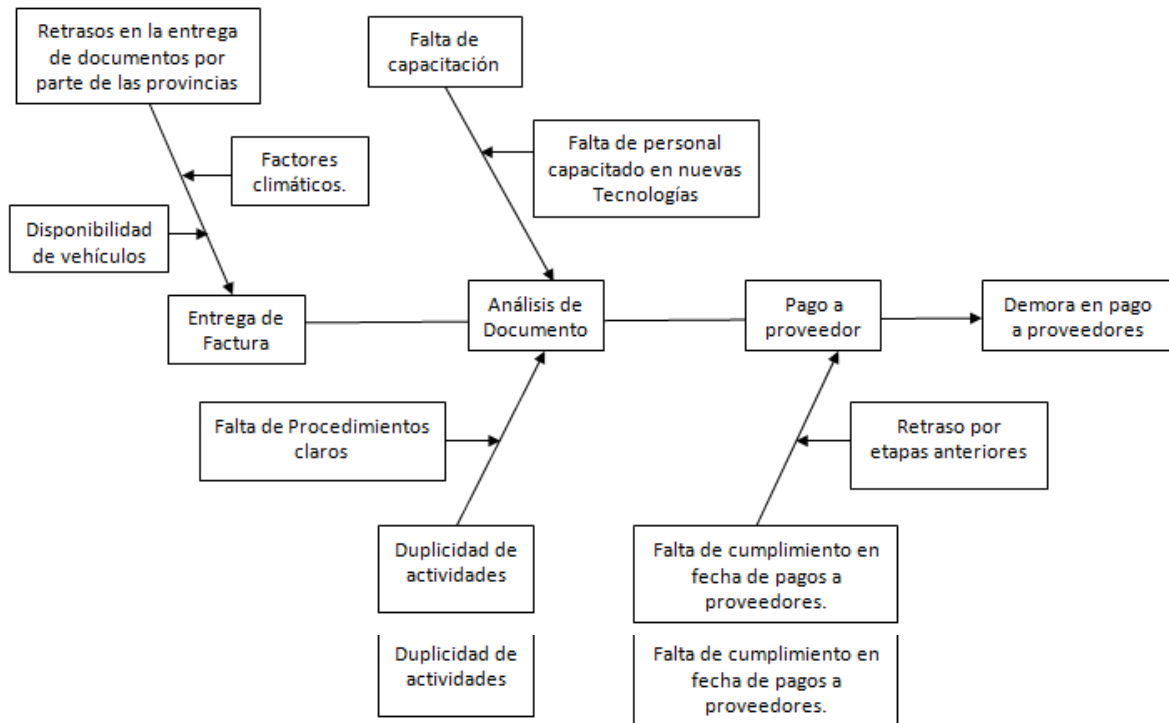 Retrasos en la entrega
de documentos por
parte de las provincias
Falta de
capacitación
Factores
climáticos.
Falta de personal
capacitado en nuevas
Tecnologías
Disponibilidad
de vehículos
Entrega de
Factura
Análisis de
Documento
Pago a
proveedor
Demora en pago
a proveedores
Falta de Procedimientos
claros
Retraso por
etapas anteriores
Duplicidad de
actividades
Falta de cumplimiento en
fecha de pagos a
proveedores.
Duplicidad de
actividades
Falta de cumplimiento en
fecha de pagos a
proveedores.